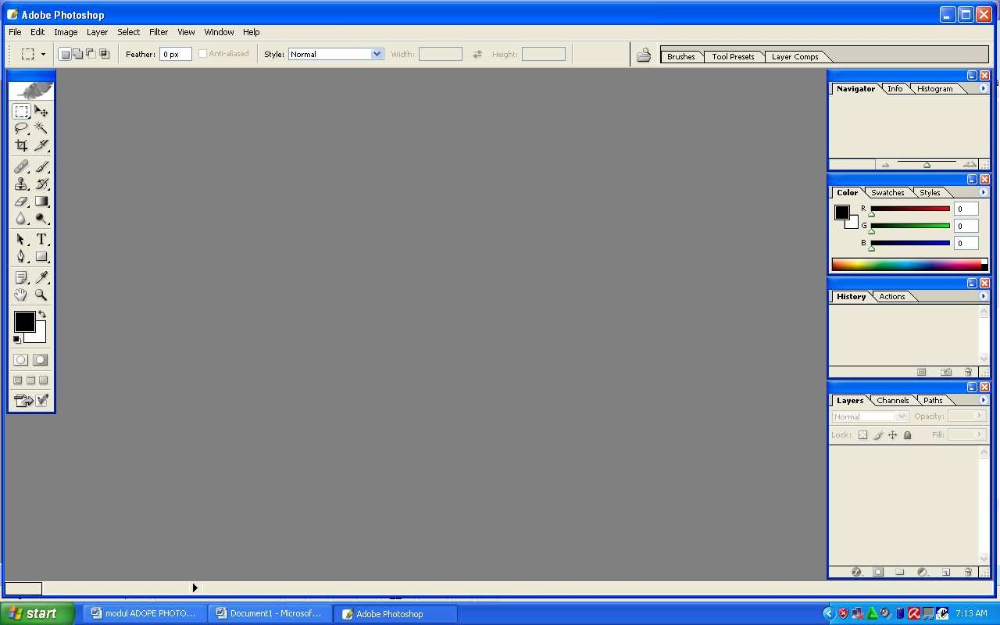 Adobe Photoshop
File Edit Image Layer Select Filter View Window Help
Feather: 0 px Anti-aliased Style: Normal Width: Height: Brushes Tool Presets Layer Comps
Navigator Info Histogram
Color Swatches Styles
R 0
G 0
B 0
T
History Actions
Layers Channels Paths
Normal Opacity:
Lock: Fill:
start modul ADOPE PHOTO... Document1 - Microsof... Adobe Photoshop 7:13 AM